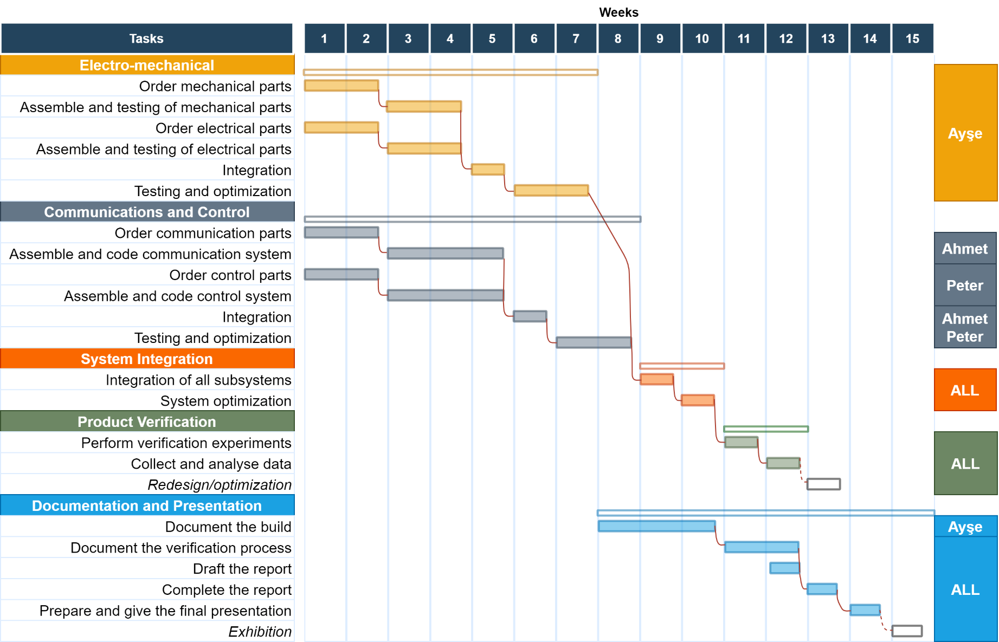 Weeks
Tasks 1 2 3 4 5 6 7 8 9 10 11 12 13 14 15
Electro-mechanical
Order mechanical parts
Assemble and testing of mechanical parts
Order electrical parts
Ayşe
Assemble and testing of electrical parts
Integration
Testing and optimization
Communications and Control
Order communication parts
Assemble and code communication system
Ahmet
Order control parts
Peter
Assemble and code control system
Integration
Ahmet
Peter
Testing and optimization
System Integration
Integration of all subsystems
ALL
System optimization
Product Verification
Perform verification experiments
Collect and analyse data
ALL
Redesign/optimization
Documentation and Presentation
Document the build
Ayşe
Document the verification process
Draft the report
Complete the report
ALL
Prepare and give the final presentation
Exhibition